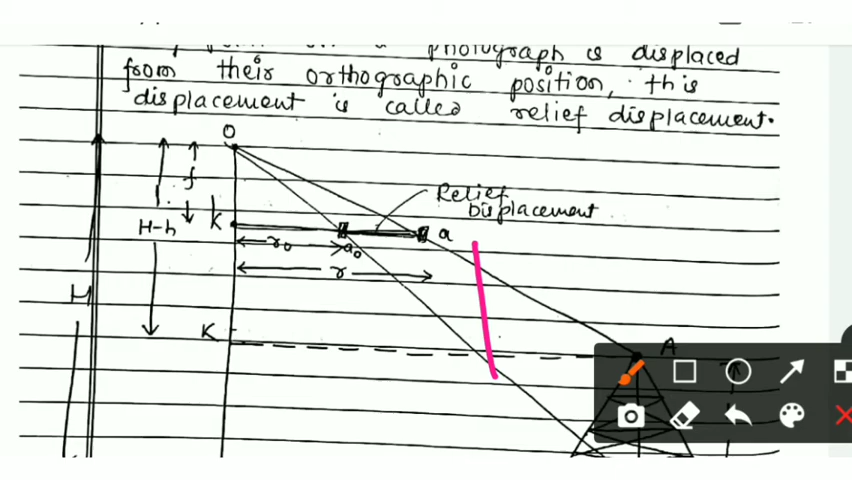 photograph is displaced
from their orthographic position, this
displacement is called relief displacement.
O
f
Relief
Displacement
k
a
H-h
r₀
a₀
r
H
K
A